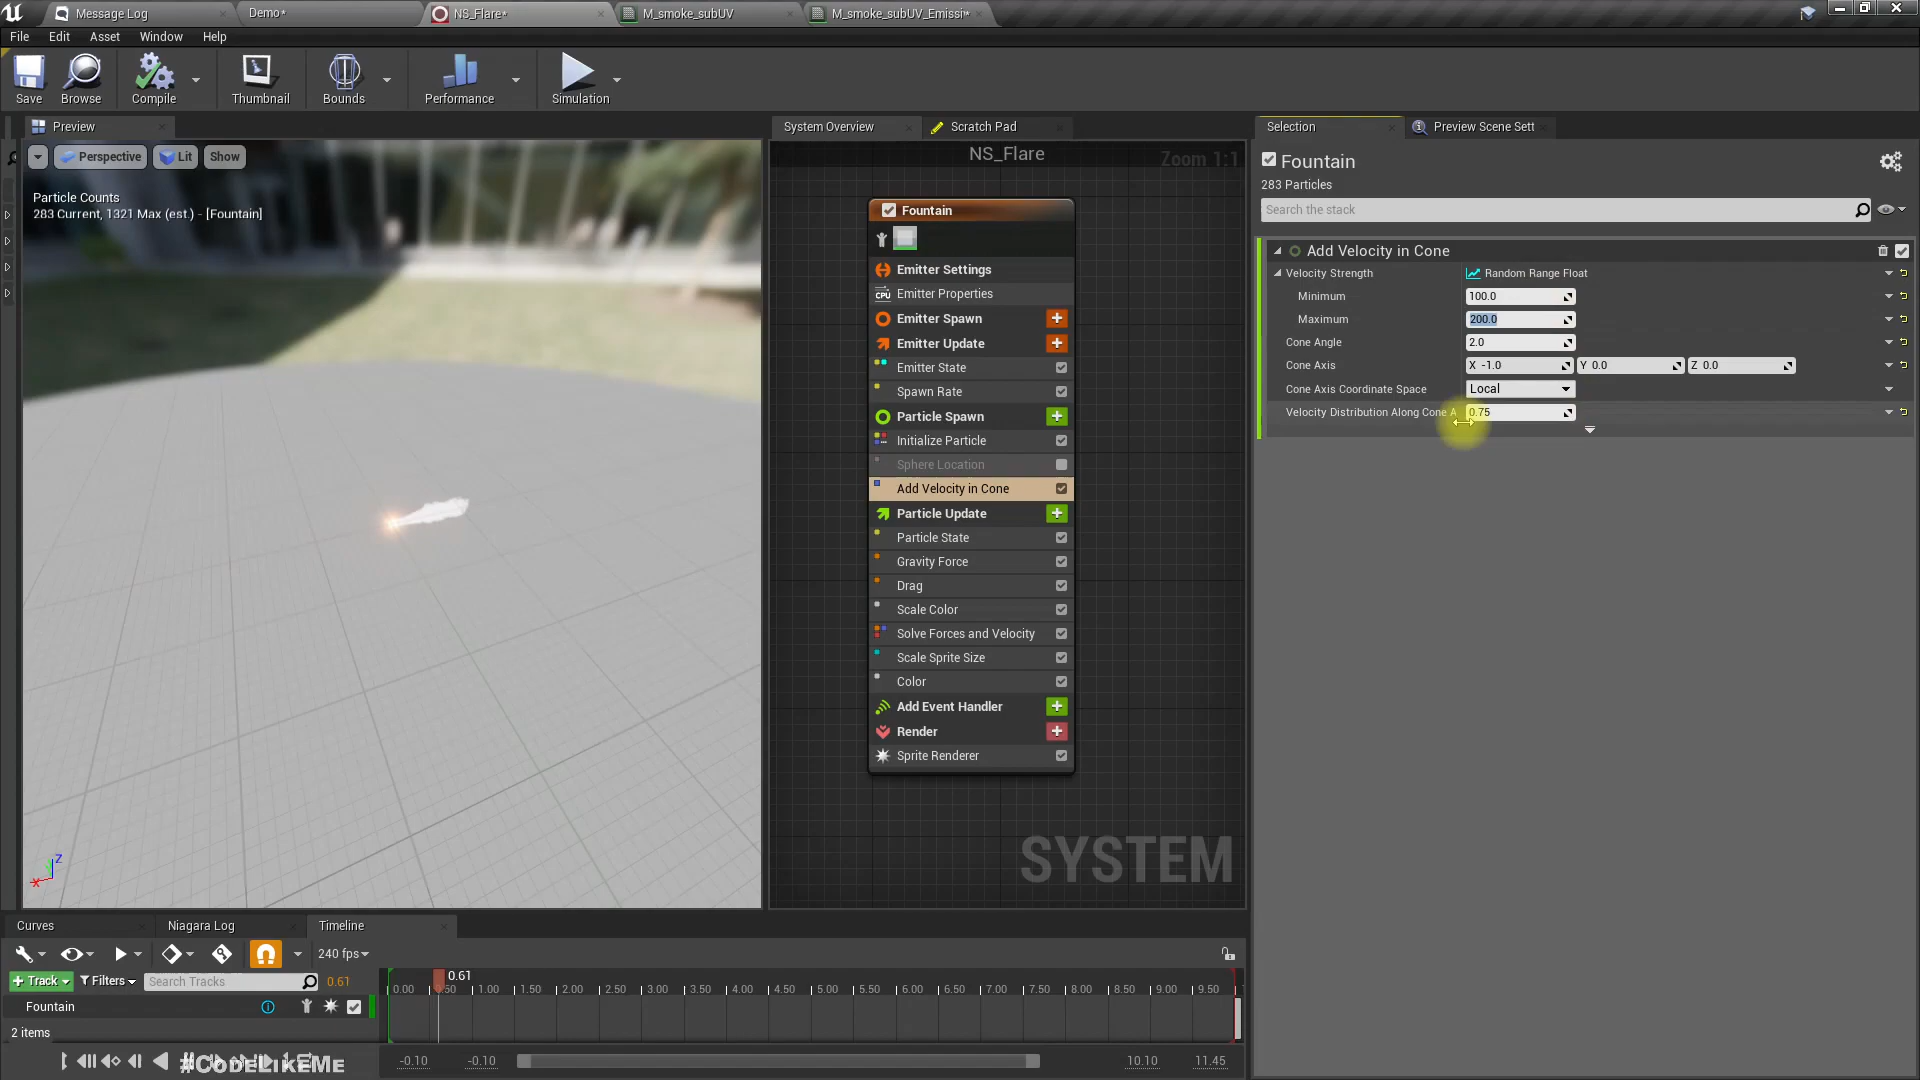 Message Log
Demo*
NS_Flare*
M_smoke_subUV
M_smoke_subUV_Emissi*
File Edit Asset Window Help
Save
Browse
Compile
Thumbnail
Bounds
Performance
Simulation
Preview
Perspective
Lit
Show
Particle Counts
283 Current, 1321 Max (est.) - [Fountain]
Z
X
System Overview
Scratch Pad
NS_Flare
Zoom 1:1
Fountain
Emitter Settings
CPU Emitter Properties
Emitter Spawn
Emitter Update
Emitter State
Spawn Rate
Particle Spawn
Initialize Particle
Sphere Location
Add Velocity in Cone
Particle Update
Particle State
Gravity Force
Drag
Scale Color
Solve Forces and Velocity
Scale Sprite Size
Color
Add Event Handler
Render
Sprite Renderer
SYSTEM
Selection
Preview Scene Sett
Fountain
283 Particles
Search the stack
Add Velocity in Cone
Velocity Strength Random Range Float
Minimum 100.0
Maximum 200.0
Cone Angle 2.0
Cone Axis X -1.0 Y 0.0 Z 0.0
Cone Axis Coordinate Space Local
Velocity Distribution Along Cone A 0.75
Curves
Niagara Log
Timeline
240 fps
Track Filters Search Tracks 0.61
0.61
0.00 0.50 1.00 1.50 2.00 2.50 3.00 3.50 4.00 4.50 5.00 5.50 6.00 6.50 7.00 7.50 8.00 8.50 9.00 9.50
Fountain
2 items
#CodeLikeMe
-0.10 -0.10 10.10 11.45